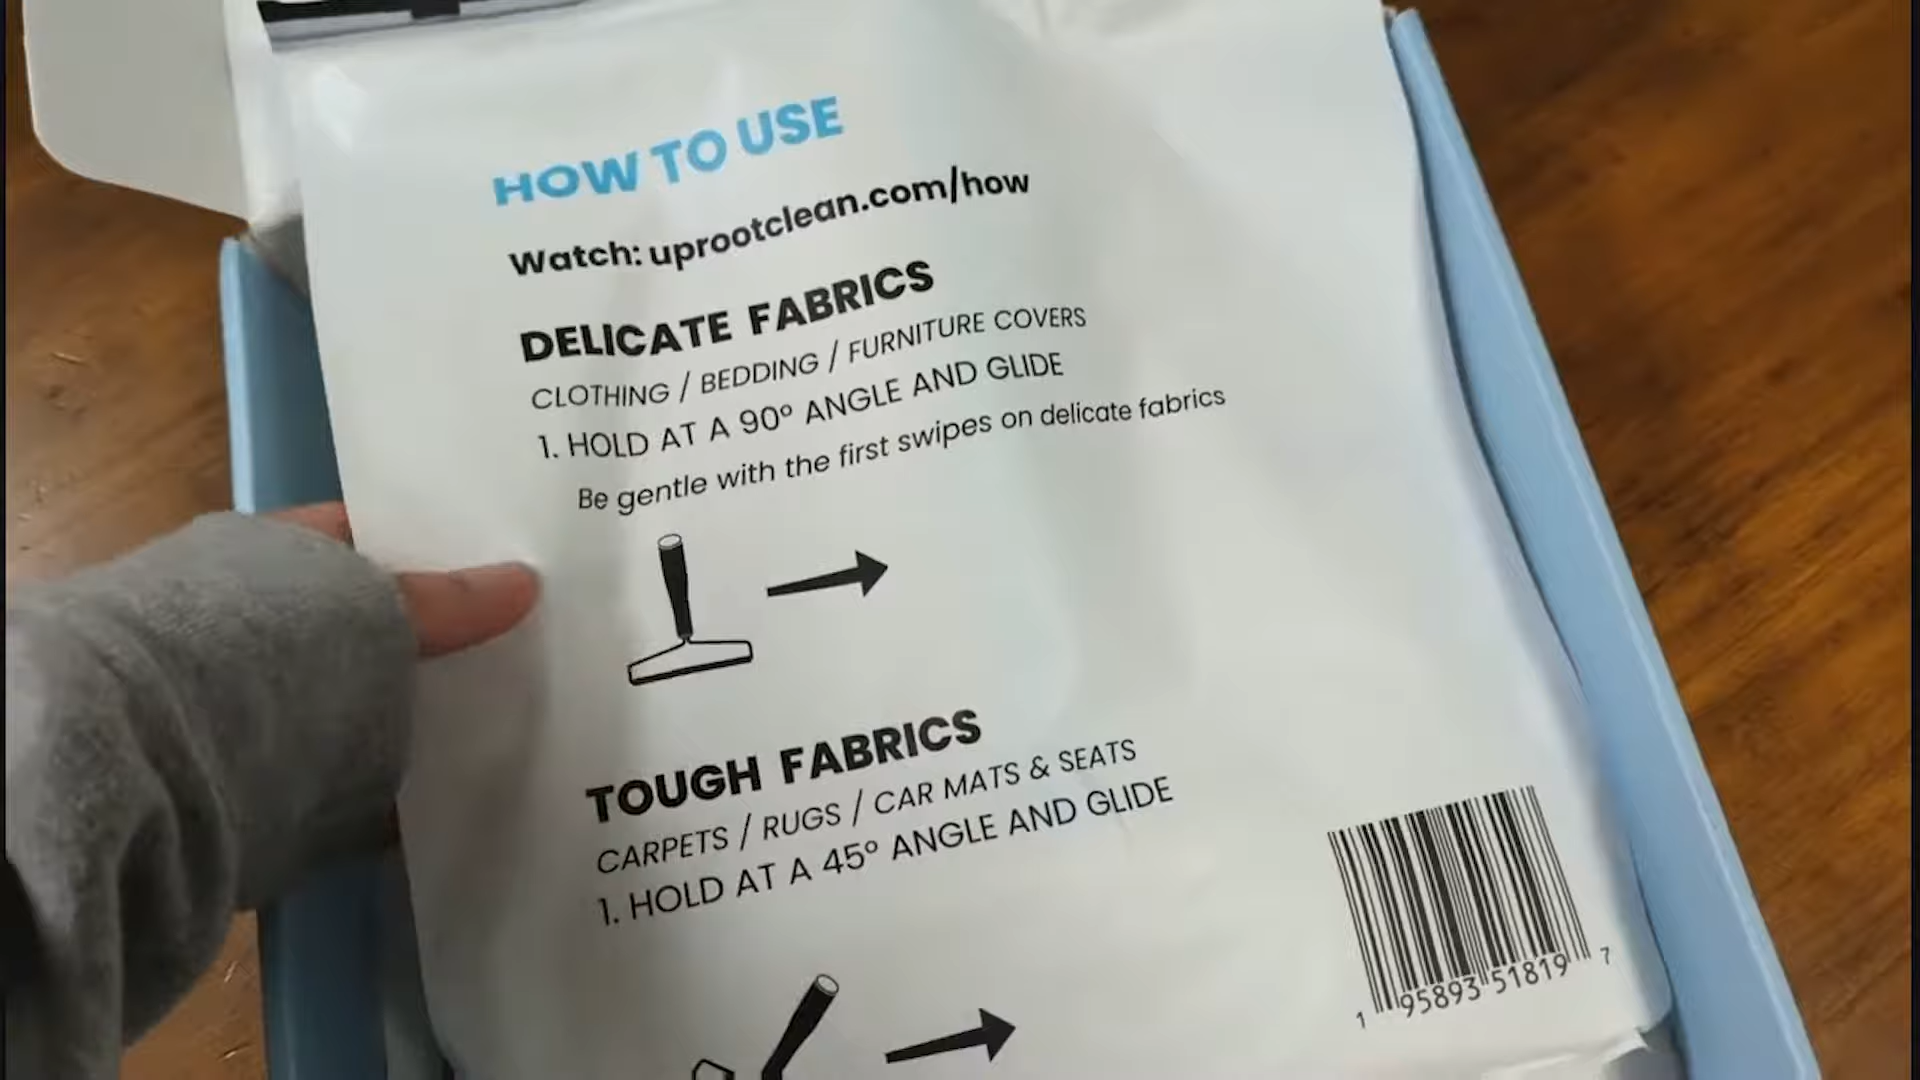 HOW TO USE
Watch: uprootclean.com/how
DELICATE FABRICS
CLOTHING / BEDDING / FURNITURE COVERS
1. HOLD AT A 90º ANGLE AND GLIDE
Be gentle with the first swipes on delicate fabrics
TOUGH FABRICS
CARPETS / RUGS / CAR MATS & SEATS
1. HOLD AT A 45º ANGLE AND GLIDE
1 95893 51819 7